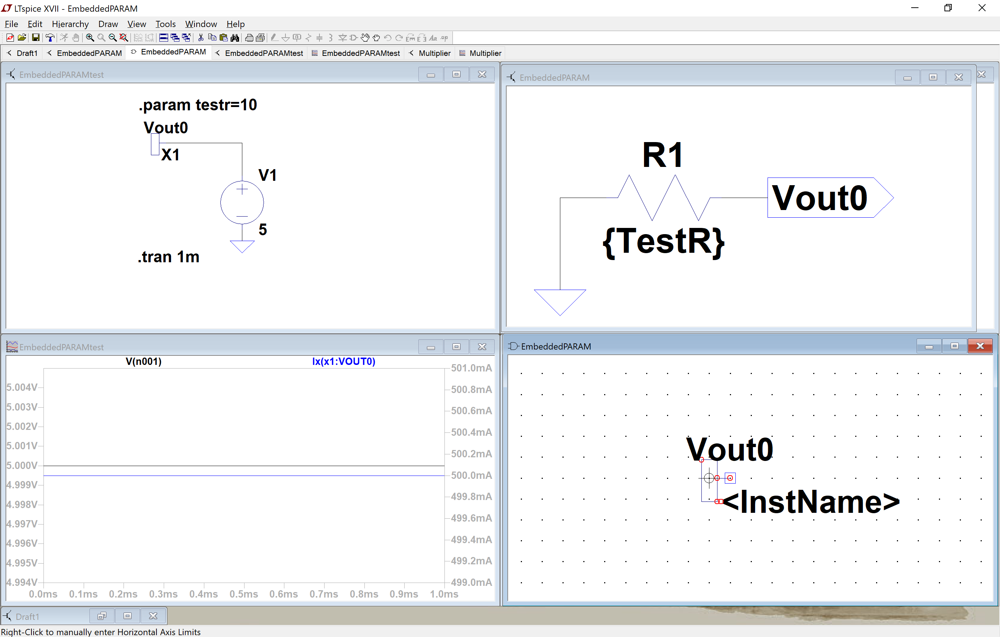 LTspice XVII - EmbeddedPARAM
File Edit Hierarchy Draw View Tools Window Help
Draft1 EmbeddedPARAM EmbeddedPARAM EmbeddedPARAMtest EmbeddedPARAMtest Multiplier Multiplier
EmbeddedPARAMtest
.param testr=10
Vout0
X1
V1
5
.tran 1m
EmbeddedPARAM
R1
Vout0
{TestR}
EmbeddedPARAMtest
V(n001) Ix(x1:VOUT0)
5.004V
5.003V
5.002V
5.001V
5.000V
4.999V
4.998V
4.997V
4.996V
4.995V
4.994V
501.0mA
500.8mA
500.6mA
500.4mA
500.2mA
500.0mA
499.8mA
499.6mA
499.4mA
499.2mA
499.0mA
0.0ms 0.1ms 0.2ms 0.3ms 0.4ms 0.5ms 0.6ms 0.7ms 0.8ms 0.9ms 1.0ms
EmbeddedPARAM
Vout0
<InstName>
Draft1
Right-Click to manually enter Horizontal Axis Limits